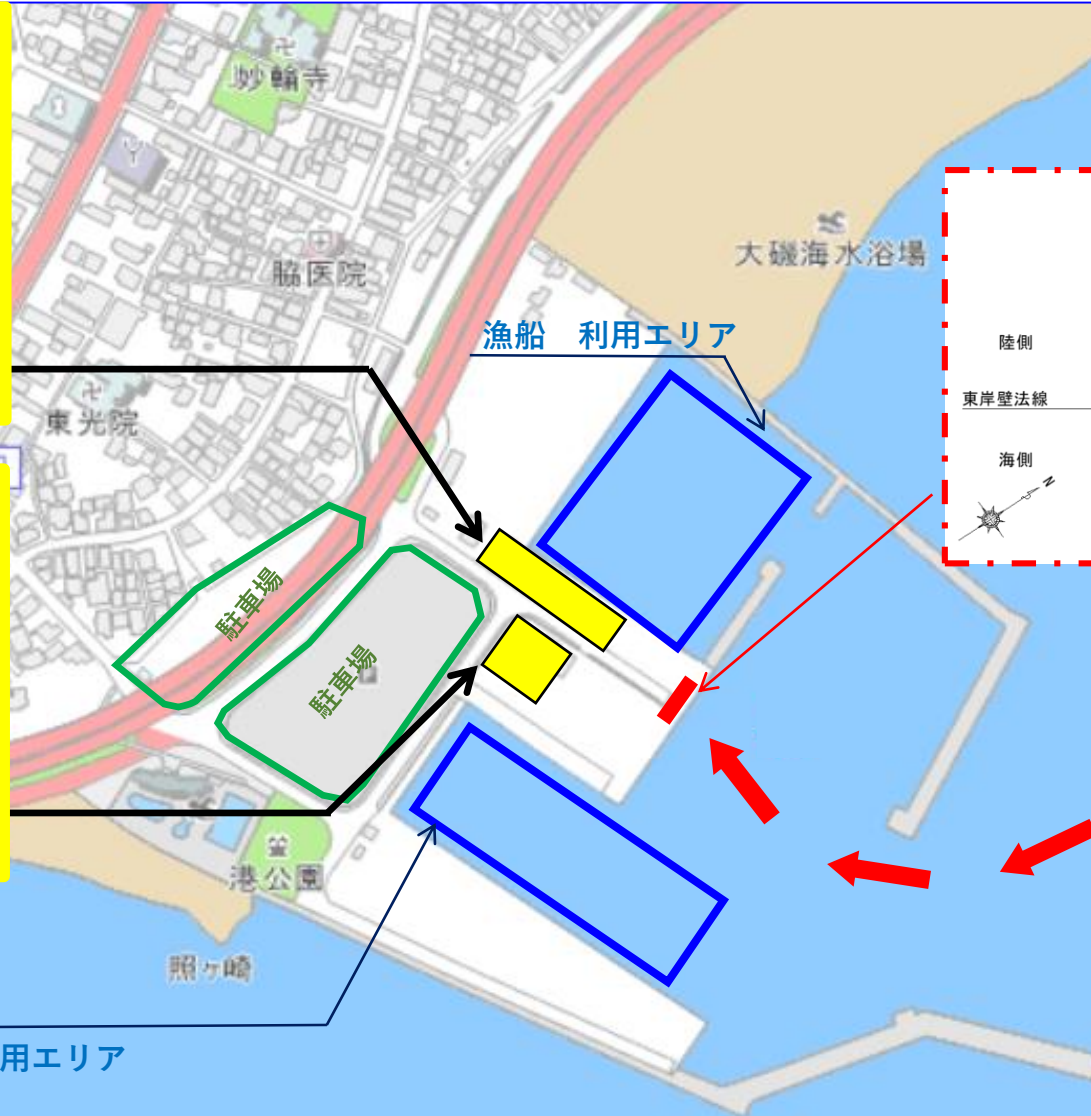 妙輪寺
脇医院
大磯海水浴場
漁船 利用エリア
陸側
東岸壁法線
海側
N
東光院
駐車場
駐車場
P
港公園
照ヶ崎
用エリア